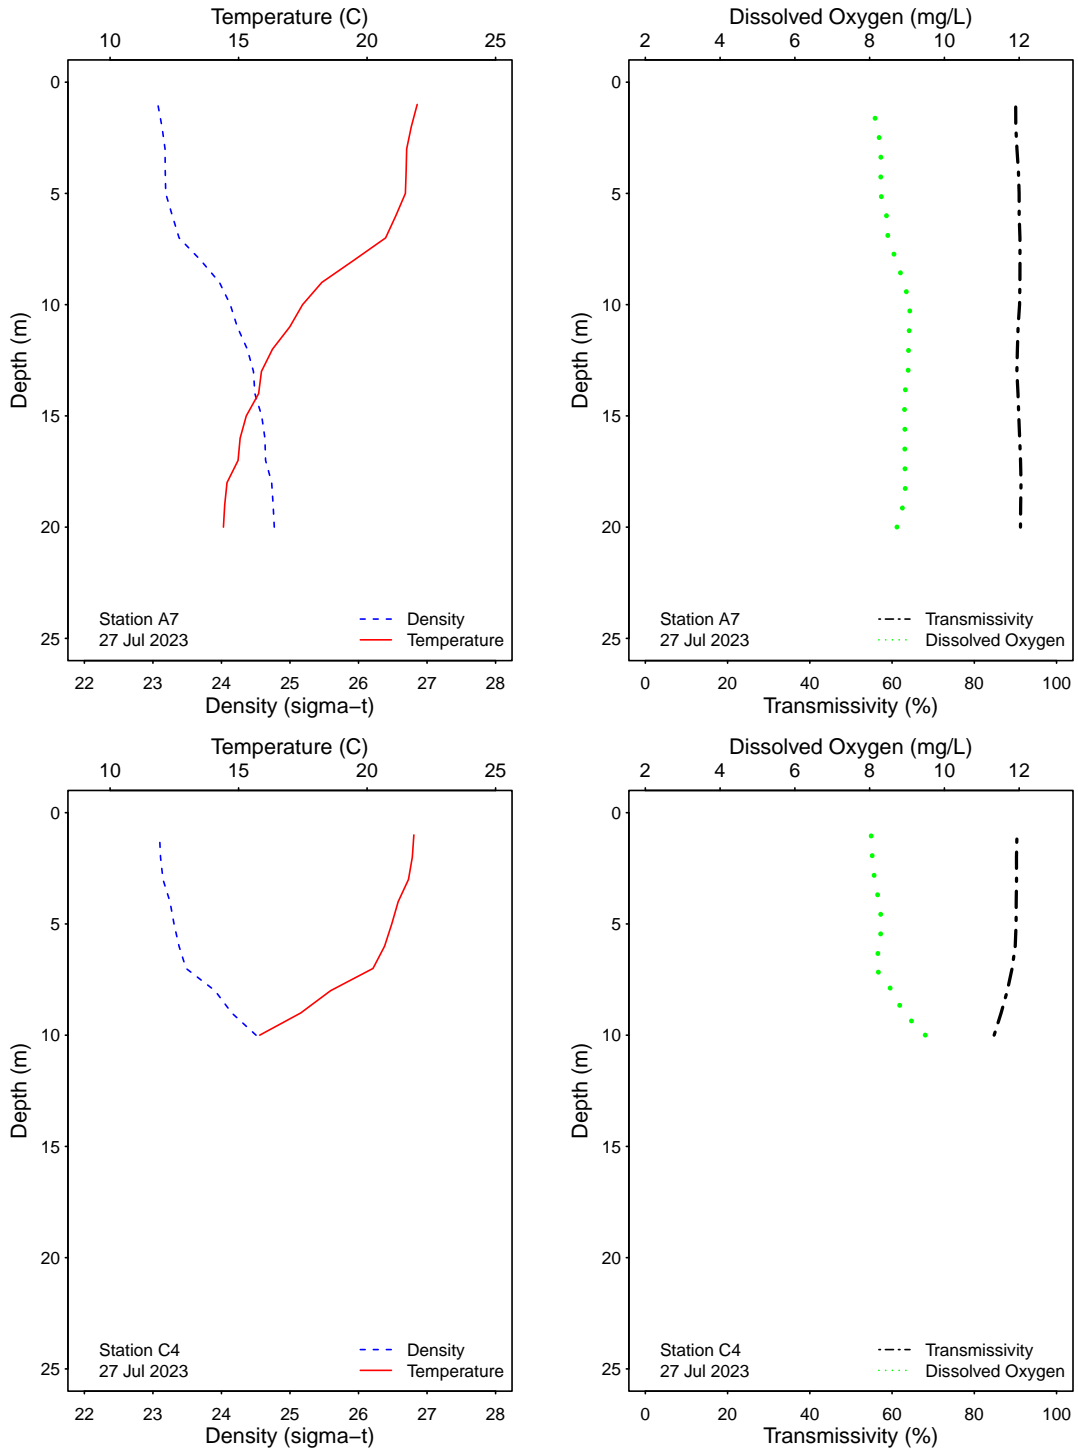 Temperature (C)
10 15 20 25
0
5
10
15
20
25
Depth (m)
Station A7
27 Jul 2023
Density
Temperature
22 23 24 25 26 27 28
Density (sigma−t)
Dissolved Oxygen (mg/L)
2 4 6 8 10 12
0
5
10
15
20
25
Depth (m)
Station A7
27 Jul 2023
Transmissivity
Dissolved Oxygen
0 20 40 60 80 100
Transmissivity (%)
Temperature (C)
10 15 20 25
0
5
10
15
20
25
Depth (m)
Station C4
27 Jul 2023
Density
Temperature
22 23 24 25 26 27 28
Density (sigma−t)
Dissolved Oxygen (mg/L)
2 4 6 8 10 12
0
5
10
15
20
25
Depth (m)
Station C4
27 Jul 2023
Transmissivity
Dissolved Oxygen
0 20 40 60 80 100
Transmissivity (%)